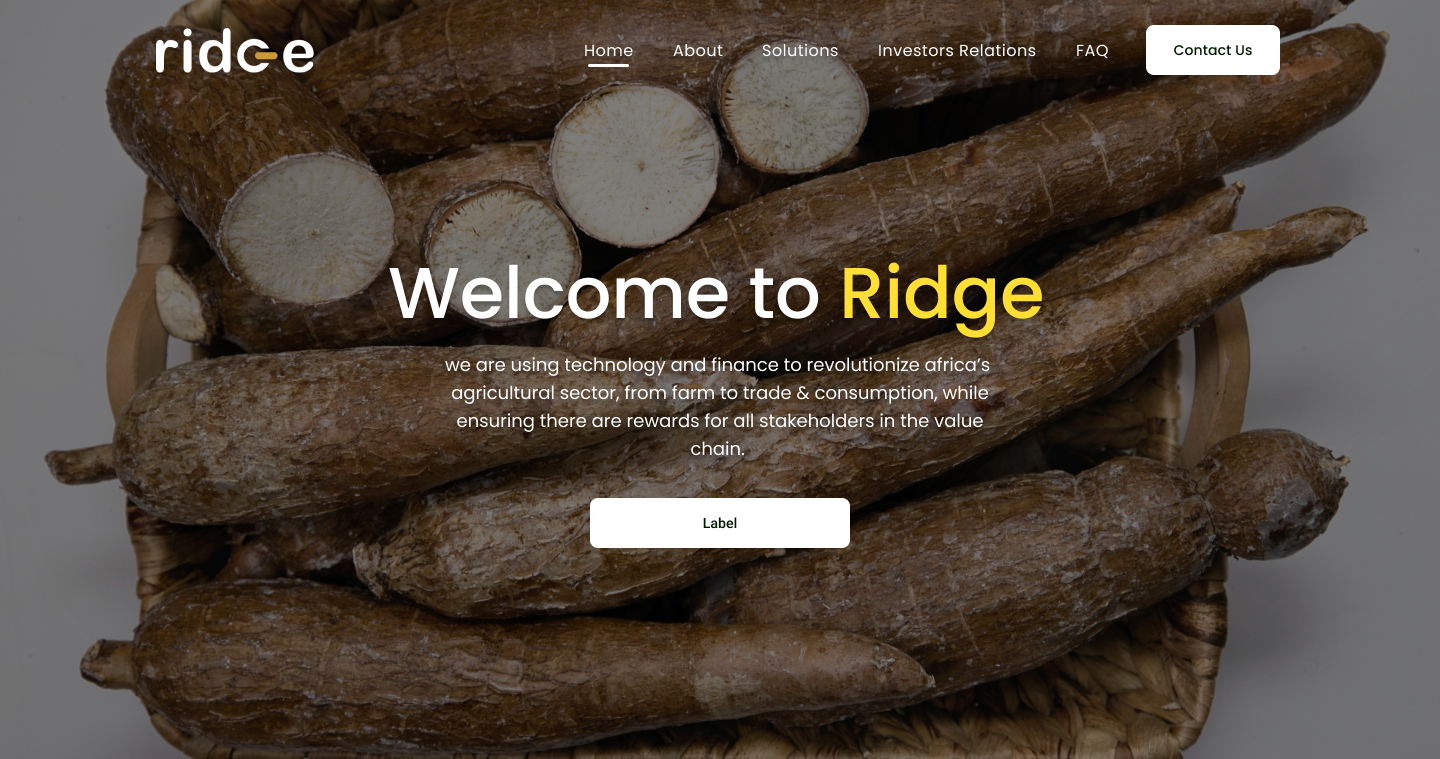 ridge
Home About Solutions Investors Relations FAQ Contact Us
Welcome to Ridge
we are using technology and finance to revolutionize africa’s
agricultural sector, from farm to trade & consumption, while
ensuring there are rewards for all stakeholders in the value
chain.
Label